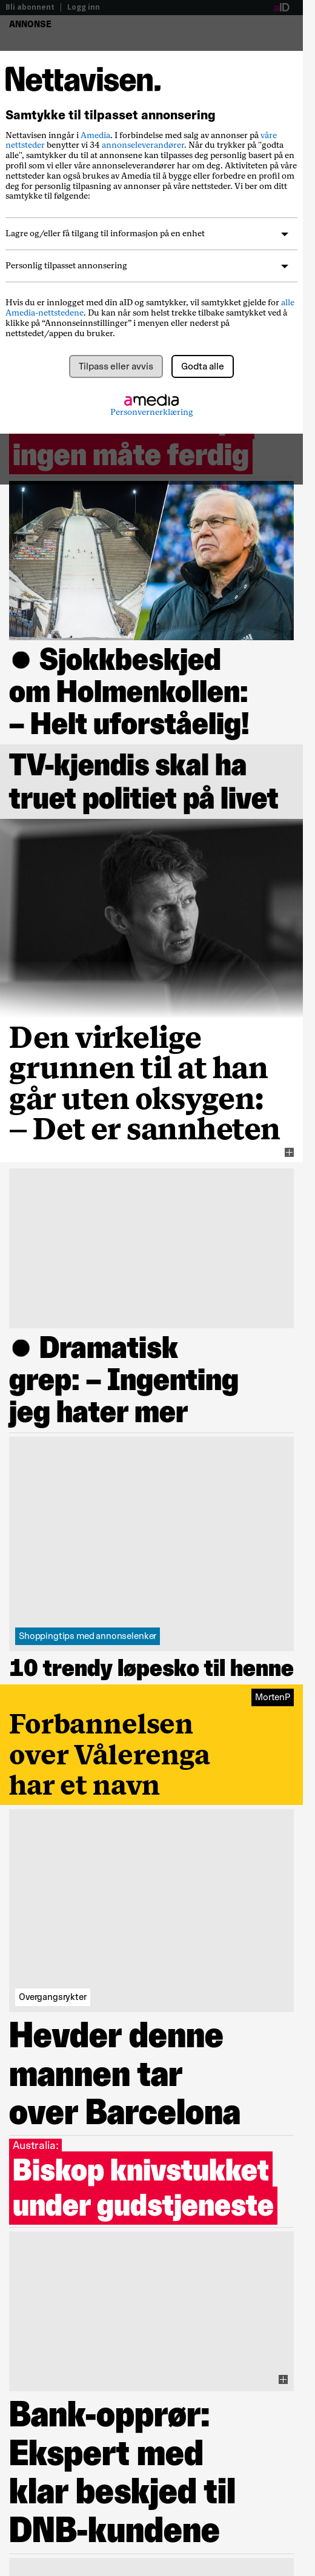 Bli abonnent | Logg inn
aID
ANNONSE
Nettavisen.
Samtykke til tilpasset annonsering
Nettavisen inngår i Amedia. I forbindelse med salg av annonser på våre
nettsteder benytter vi 34 annonseleverandører. Når du trykker på "godta
alle", samtykker du til at annonsene kan tilpasses deg personlig basert på en
profil som vi eller våre annonseleverandører har om deg. Aktiviteten på våre
nettsteder kan også brukes av Amedia til å bygge eller forbedre en profil om
deg for personlig tilpasning av annonser på våre nettsteder. Vi ber om ditt
samtykke til følgende:
Lagre og/eller få tilgang til informasjon på en enhet
Personlig tilpasset annonsering
Hvis du er innlogget med din aID og samtykker, vil samtykket gjelde for alle
Amedia-nettstedene. Du kan når som helst trekke tilbake samtykket ved å
klikke på “Annonseinnstillinger” i menyen eller nederst på
nettstedet/appen du bruker.
Tilpass eller avvis
Godta alle
amedia
Personvernerklæring
ingen måte ferdig
● Sjokkbeskjed
om Holmenkollen:
– Helt uforståelig!
TV-kjendis skal ha
truet politiet på livet
Den virkelige
grunnen til at han
går uten oksygen:
– Det er sannheten
● Dramatisk
grep: – Ingenting
jeg hater mer
Shoppingtips med annonselenker
10 trendy løpesko til henne
MortenP
Forbannelsen
over Vålerenga
har et navn
Overgangsrykter
Hevder denne
mannen tar
over Barcelona
Australia:
Biskop knivstukket
under gudstjeneste
Bank-opprør:
Ekspert med
klar beskjed til
DNB-kundene